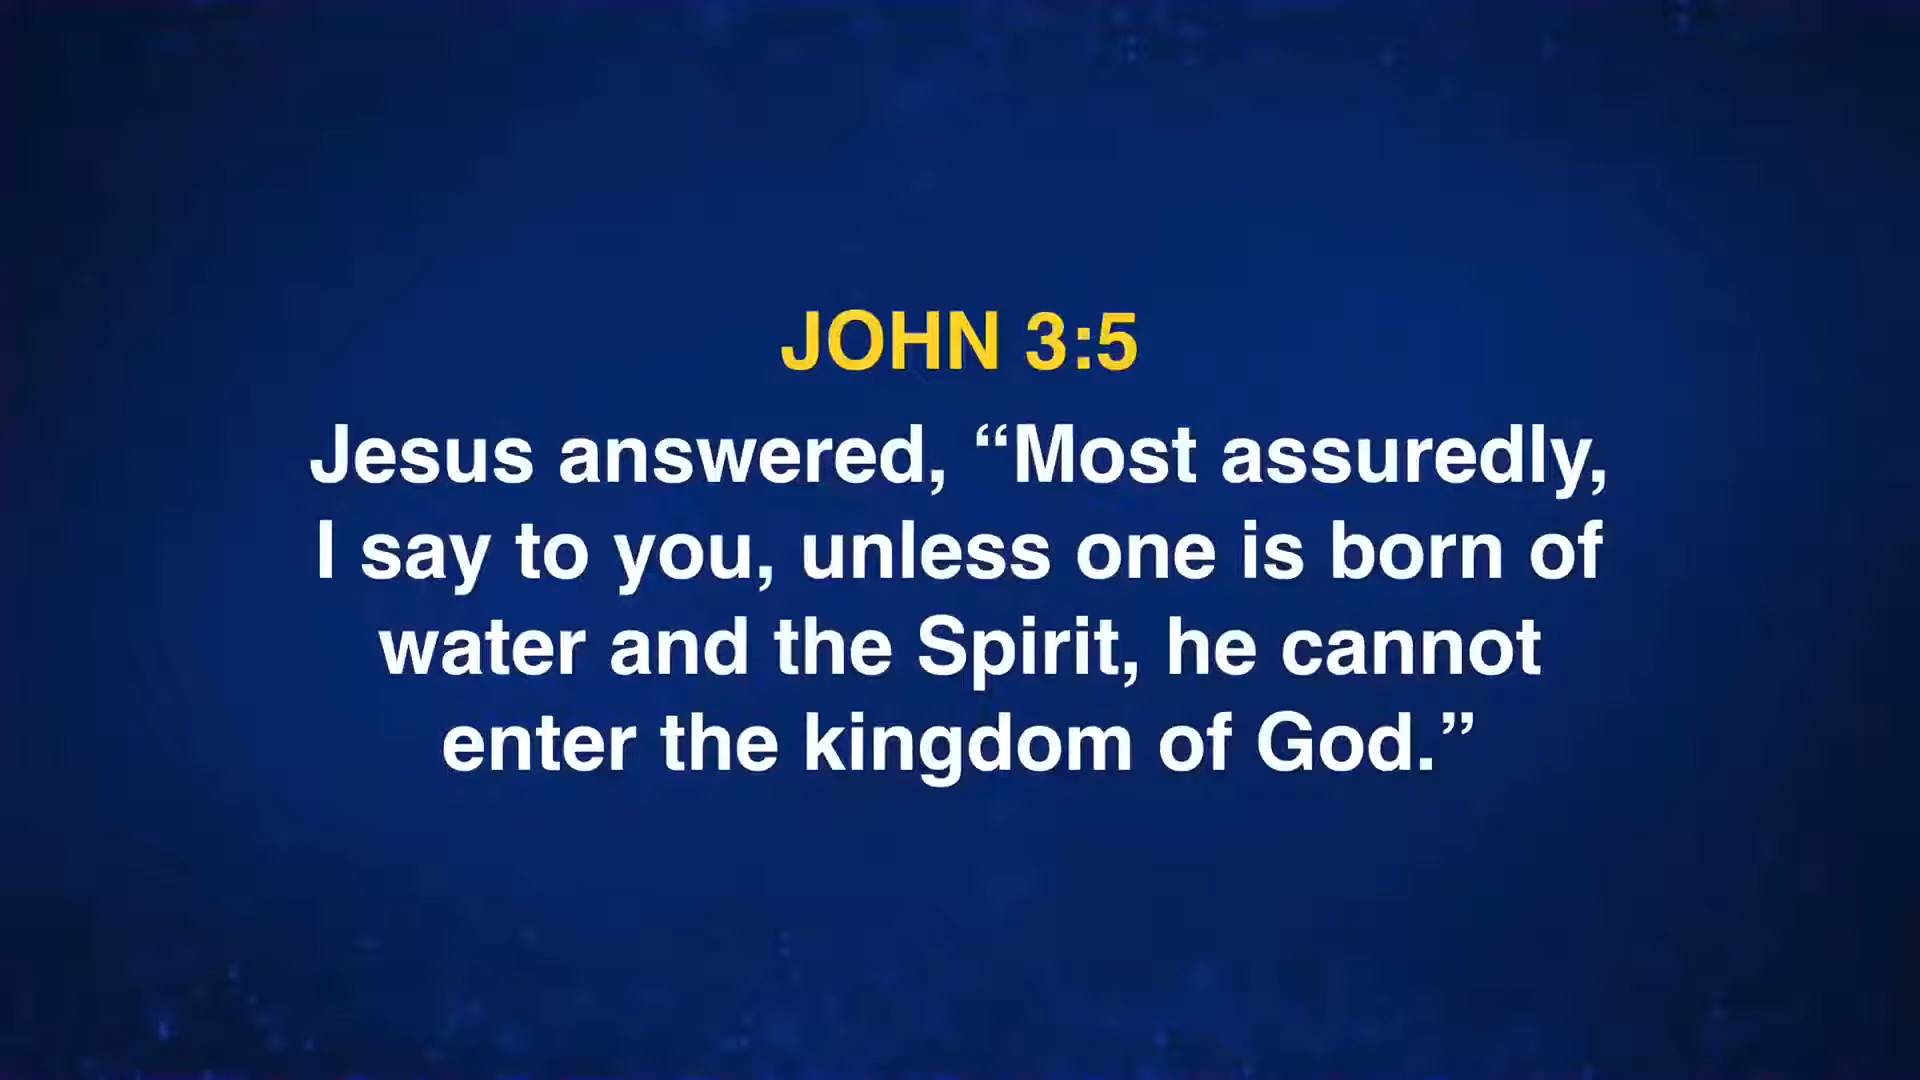 JOHN 3:5
Jesus answered, “Most assuredly,
I say to you, unless one is born of
water and the Spirit, he cannot
enter the kingdom of God.”